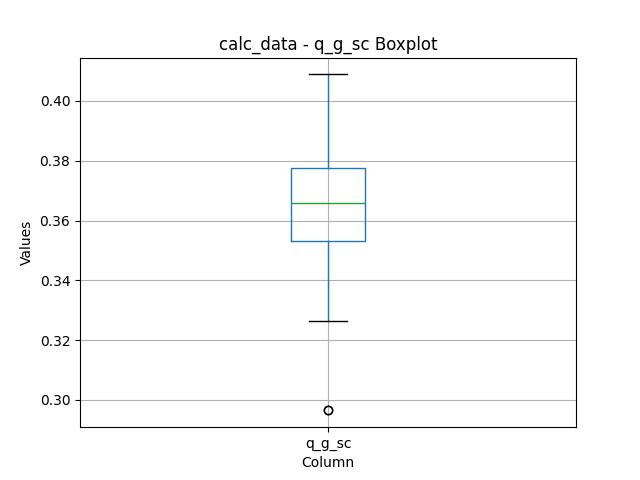 calc_data - q_g_sc Boxplot
0.40
0.38
0.36
0.34
0.32
0.30
Values
q_g_sc
Column